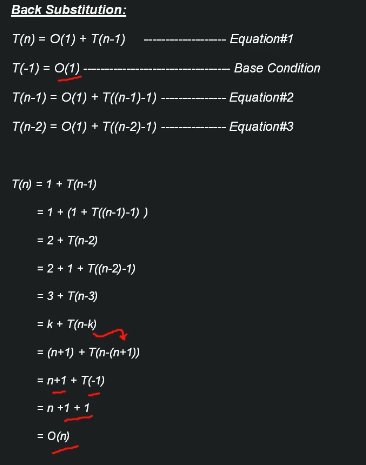 Back Substitution:
T(n) = O(1) + T(n-1) -------------------- Equation#1
T(-1) = O(1) ----------------------------------- Base Condition
T(n-1) = O(1) + T((n-1)-1) ---------------- Equation#2
T(n-2) = O(1) + T((n-2)-1) ---------------- Equation#3
T(n) = 1 + T(n-1)
= 1 + (1 + T((n-1)-1) )
= 2 + T(n-2)
= 2 + 1 + T((n-2)-1)
= 3 + T(n-3)
= k + T(n-k)
= (n+1) + T(n-(n+1))
= n+1 + T(-1)
= n +1 + 1
= O(n)